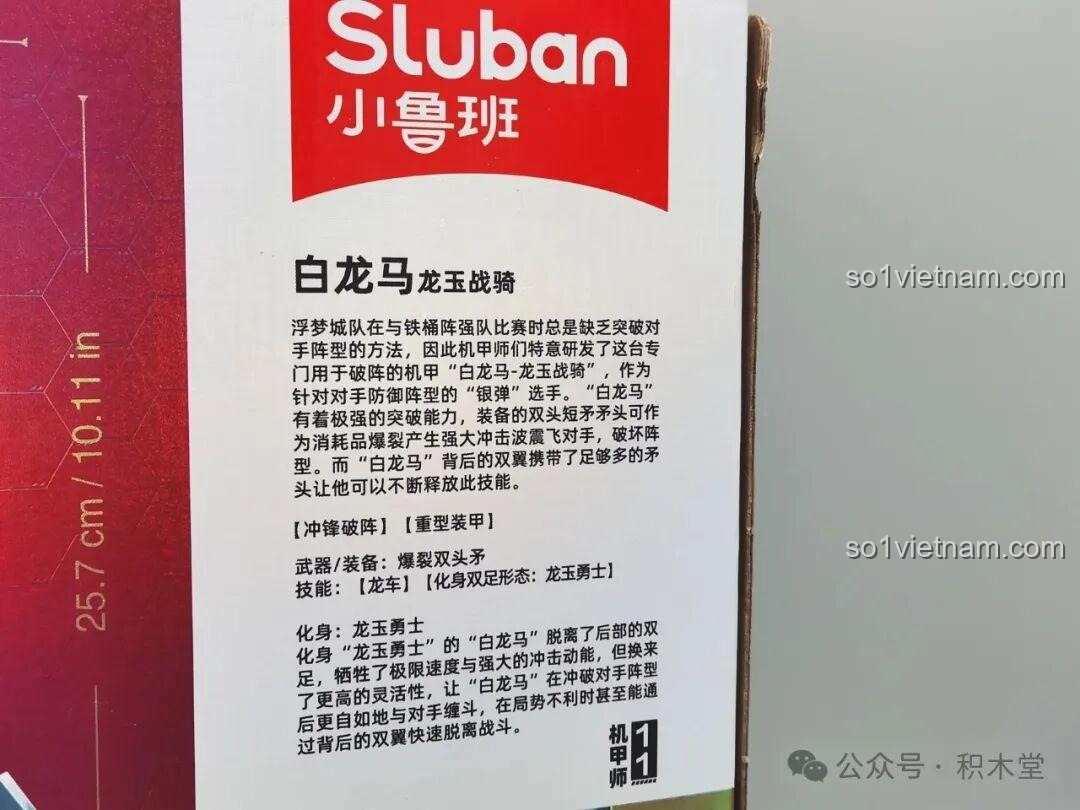 Sluban
小鲁班
25.7 cm / 10.11 in
白龙马 龙玉战骑
浮梦城队在与铁桶阵强队比赛时总是缺乏突破对
手阵型的方法，因此机甲师们特意研发了这台专
门用于破阵的机甲“白龙马-龙玉战骑”，作为
针对对手防御阵型的“银弹”选手。“白龙马”
有着极强的突破能力，装备的双头短矛矛头可作
为消耗品爆裂产生强大冲击波震飞对手，破坏阵
型。而“白龙马”背后的双翼携带了足够多的矛
头让他可以不断释放此技能。
【冲锋破阵】【重型装甲】
武器/装备：爆裂双头矛
技能：【龙车】【化身双足形态：龙玉勇士】
化身：龙玉勇士
化身“龙玉勇士”的“白龙马”脱离了后部的双
足，牺牲了极限速度与强大的冲击动能，但换来
了更高的灵活性，让“白龙马”在冲破对手阵型
后更自如地与对手缠斗，在局势不利时甚至能通
过背后的双翼快速脱离战斗。
机甲师 11
so1vietnam.com
so1vietnam.com
公众号·积木堂